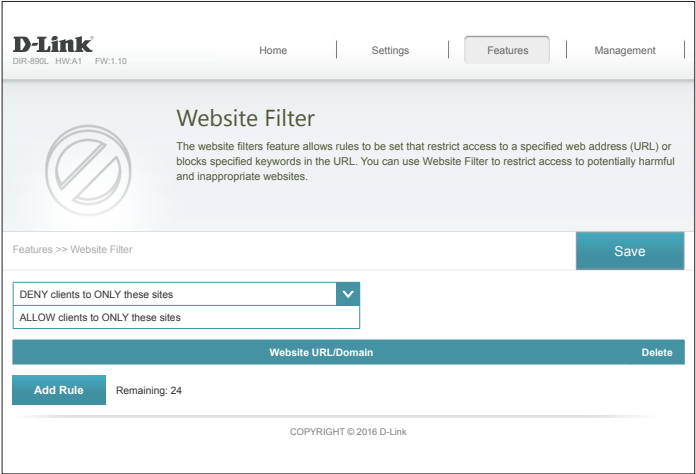 D-Link
DIR-890L HW:A1 FW:1.10
Home Settings Features Management
Website Filter
The website filters feature allows rules to be set that restrict access to a specified web address (URL) or
blocks specified keywords in the URL. You can use Website Filter to restrict access to potentially harmful
and inappropriate websites.
Features >> Website Filter
Save
DENY clients to ONLY these sites
ALLOW clients to ONLY these sites
Website URL/Domain Delete
Add Rule Remaining: 24
COPYRIGHT © 2016 D-Link